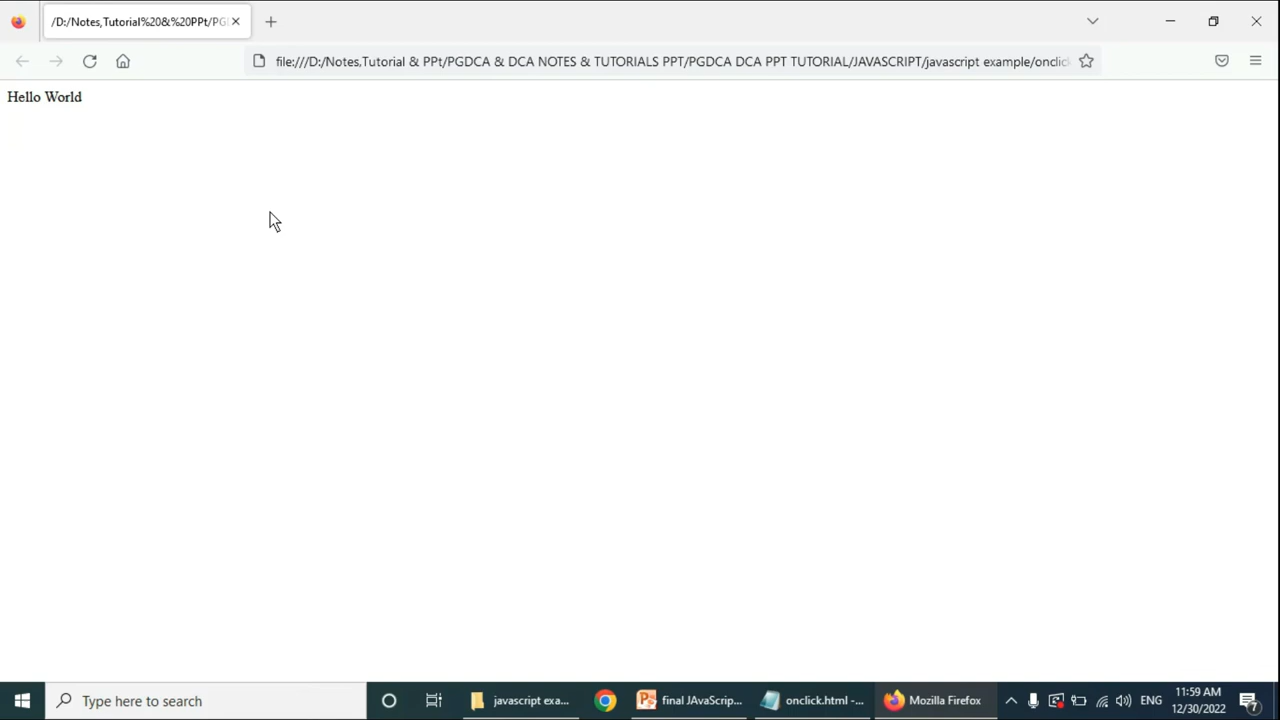 /D:/Notes,Tutorial%20&%20PPt/PG
file:///D:/Notes,Tutorial & PPt/PGDCA & DCA NOTES & TUTORIALS PPT/PGDCA DCA PPT TUTORIAL/JAVASCRIPT/javascript example/onclic
Hello World
Type here to search
javascript exa...
final JAvaScrip...
onclick.html -...
Mozilla Firefox
ENG
11:59 AM
12/30/2022
7